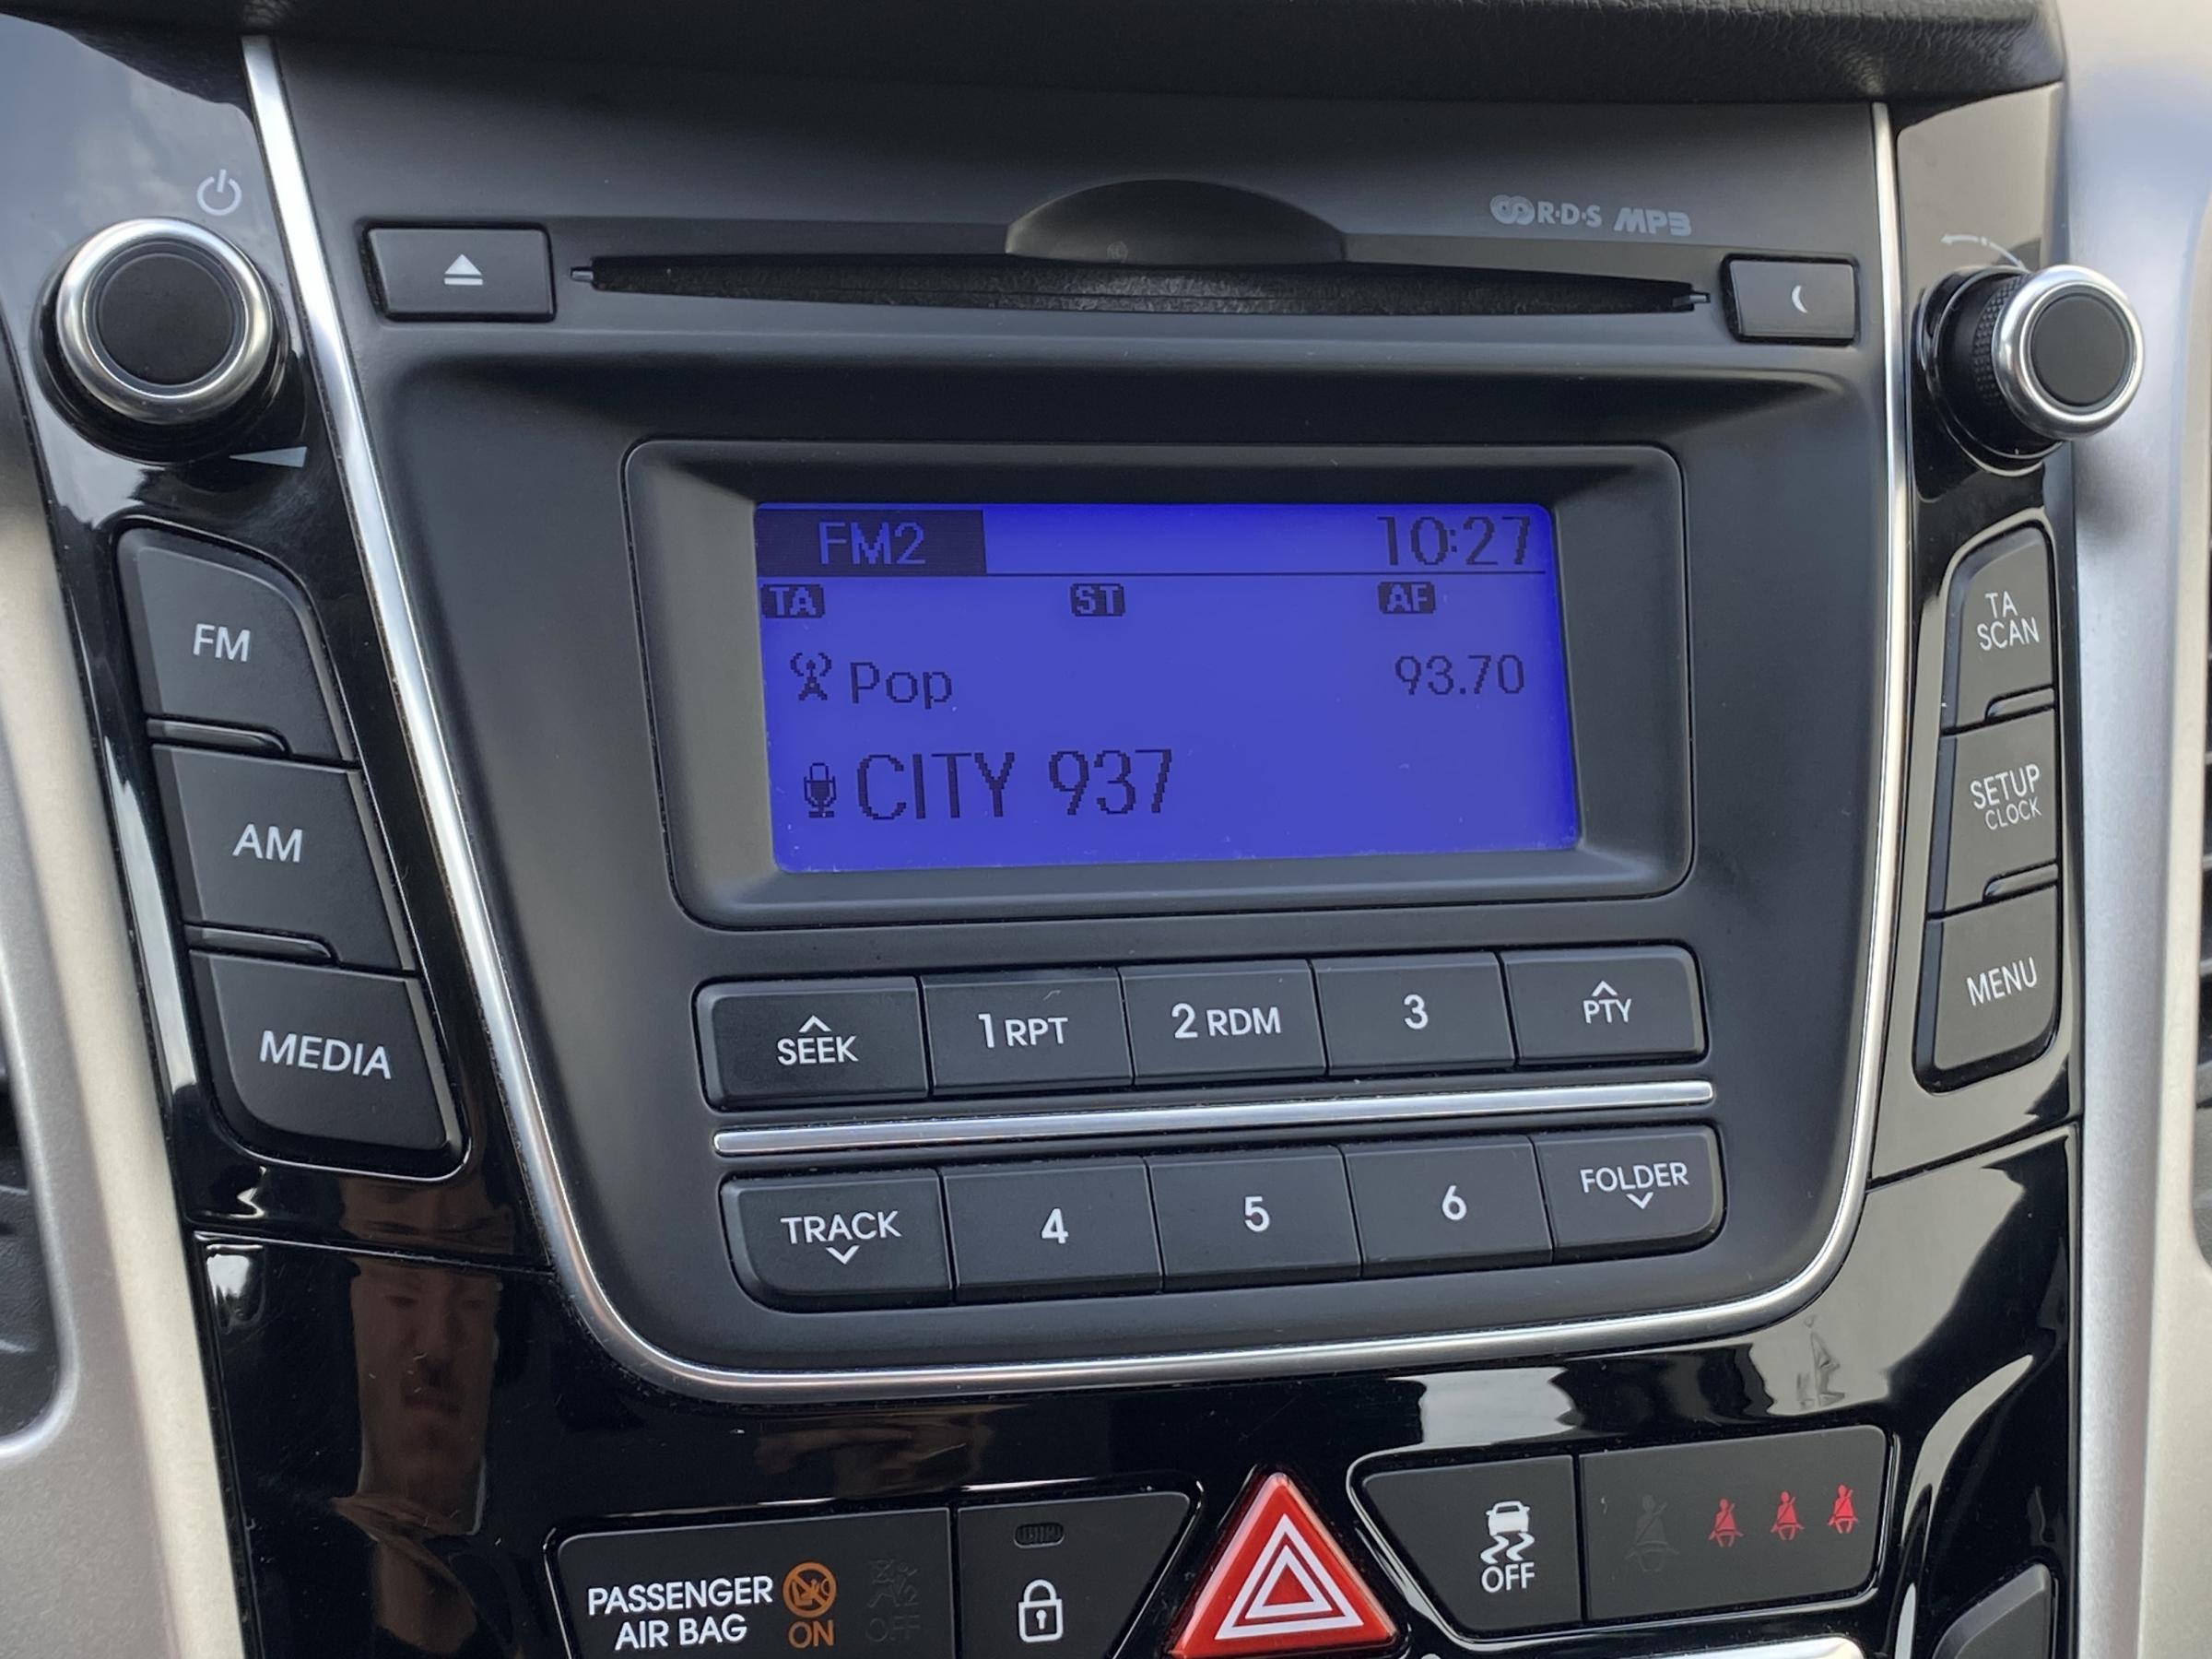 R·D·S MP3
FM2 10:27
TA ST AF
Pop 93.70
CITY 937
FM
AM
MEDIA
TA
SCAN
SETUP
CLOCK
MENU
SEEK 1 RPT 2 RDM 3 PTY
TRACK 4 5 6 FOLDER
PASSENGER
AIR BAG
ON
OFF
OFF